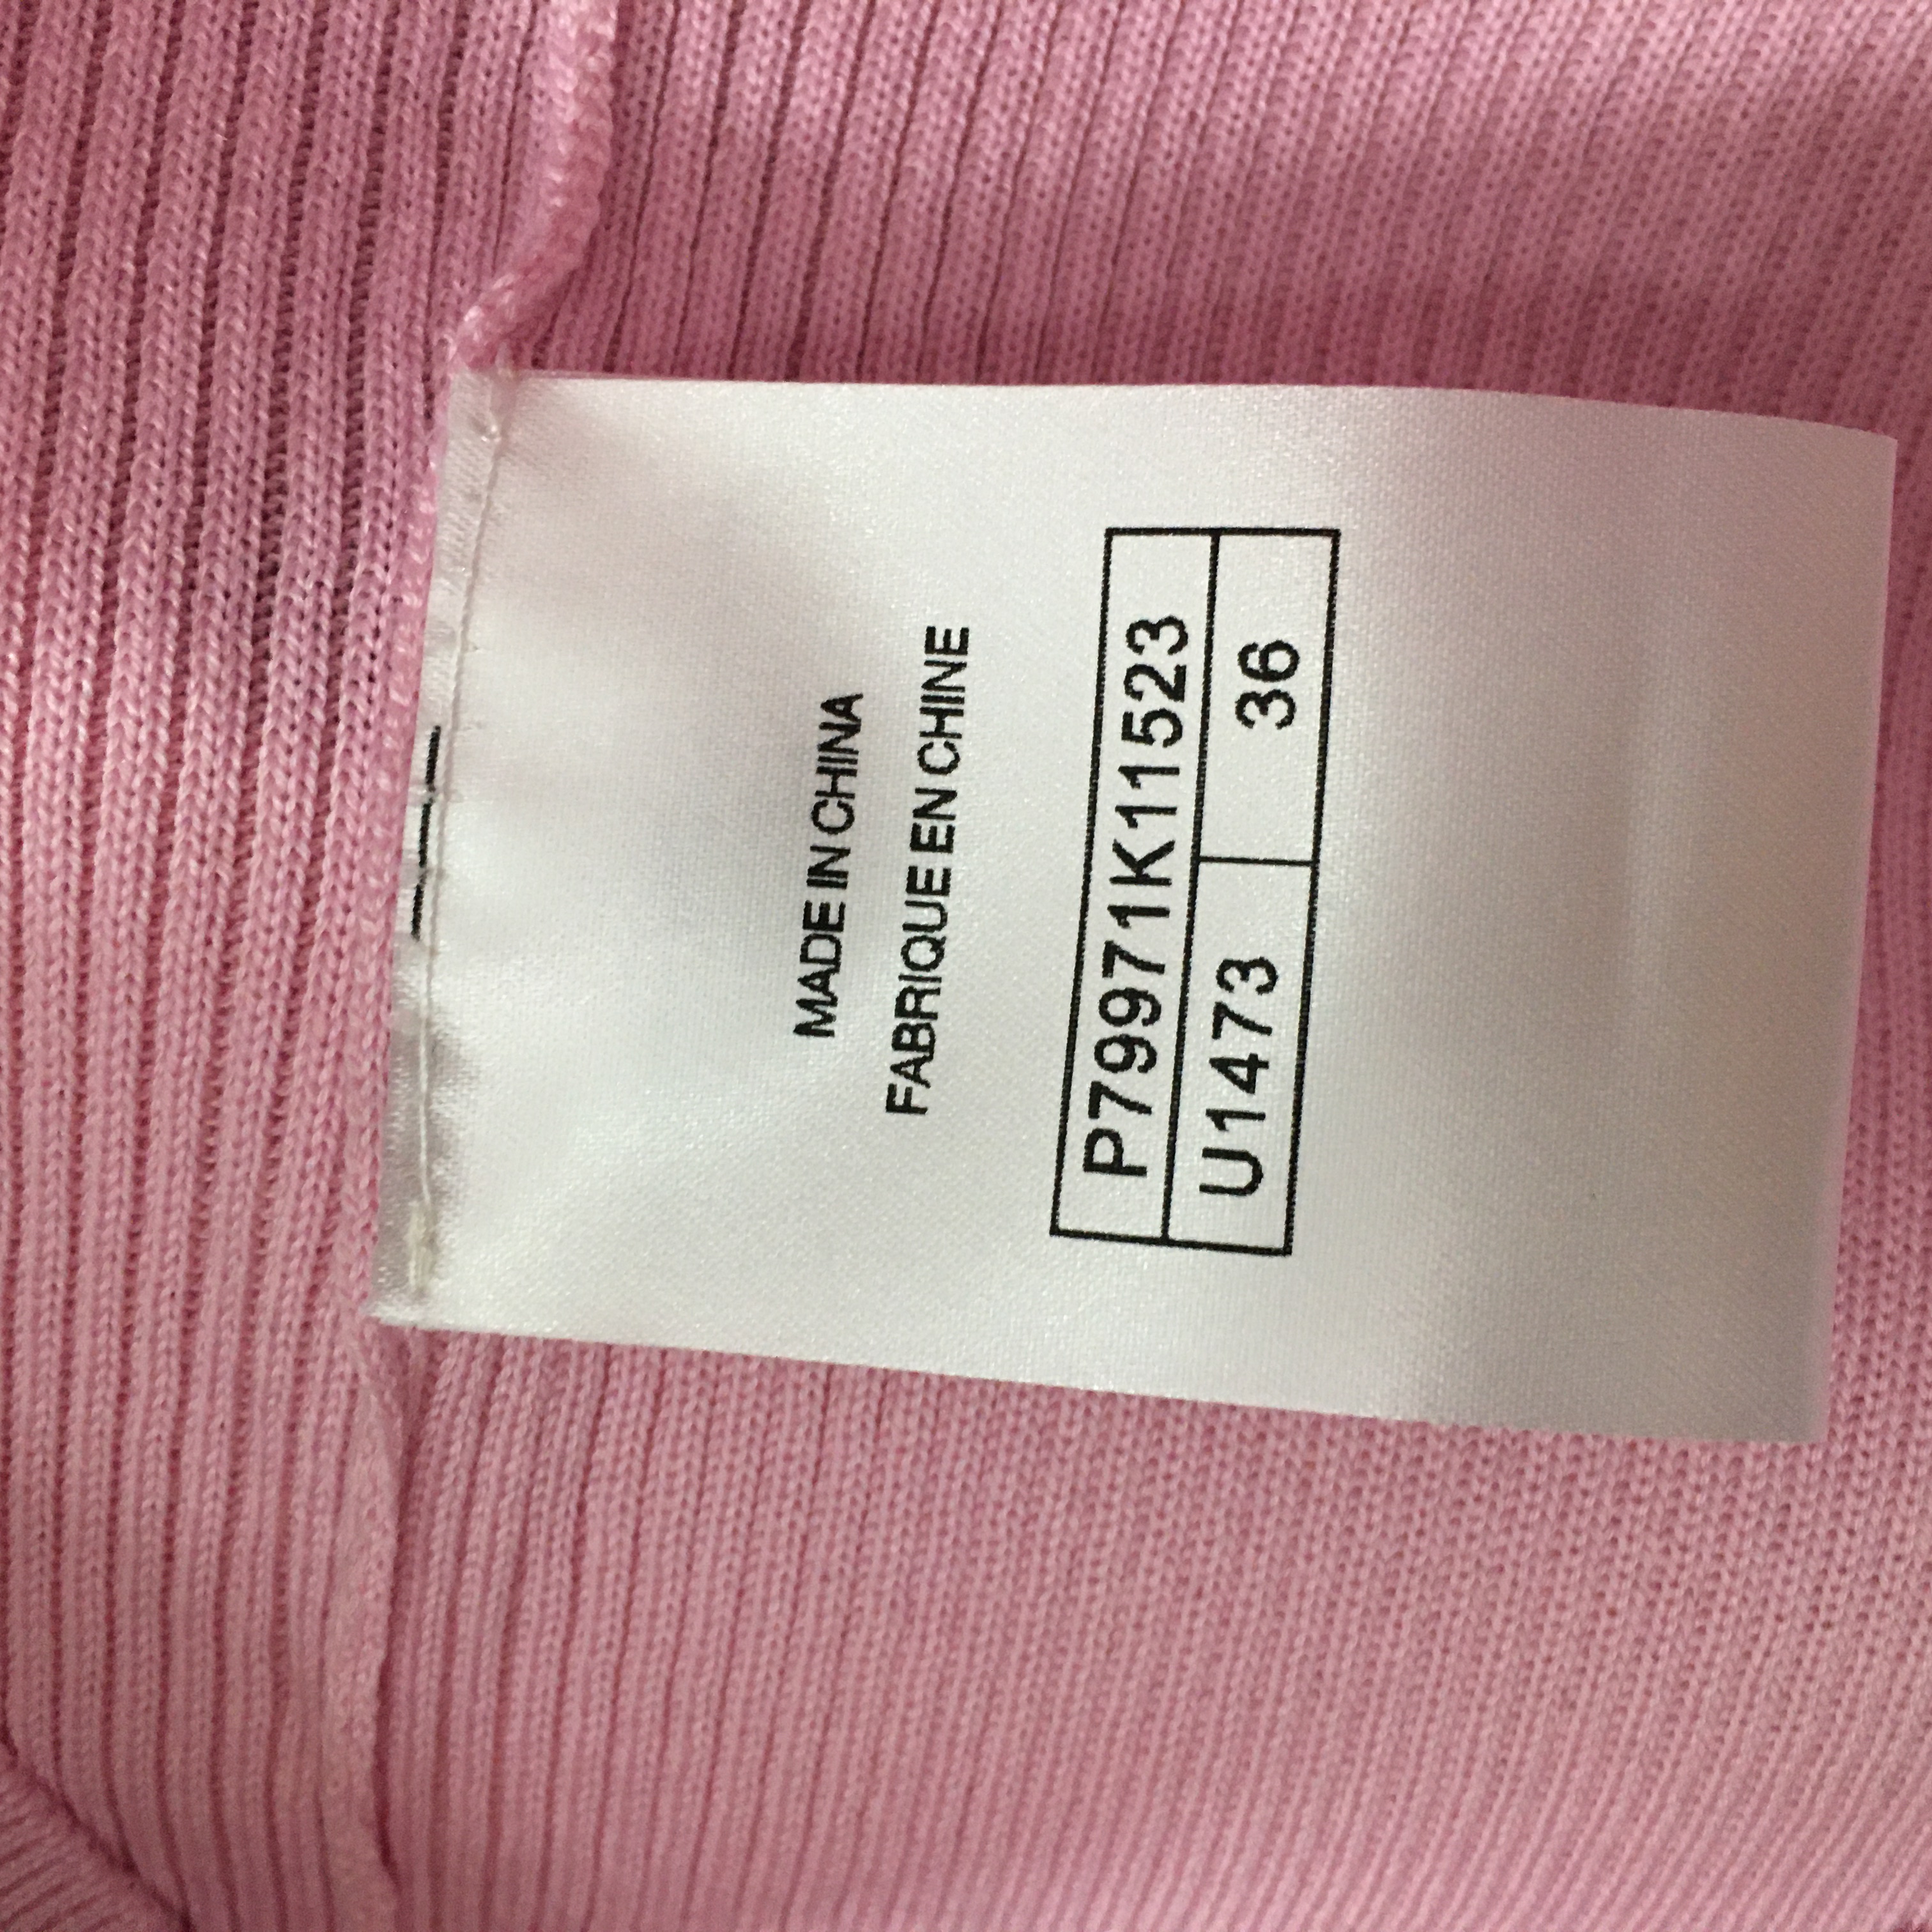 MADE IN CHINA
FABRIQUE EN CHINE
P79971K11523
U1473 36